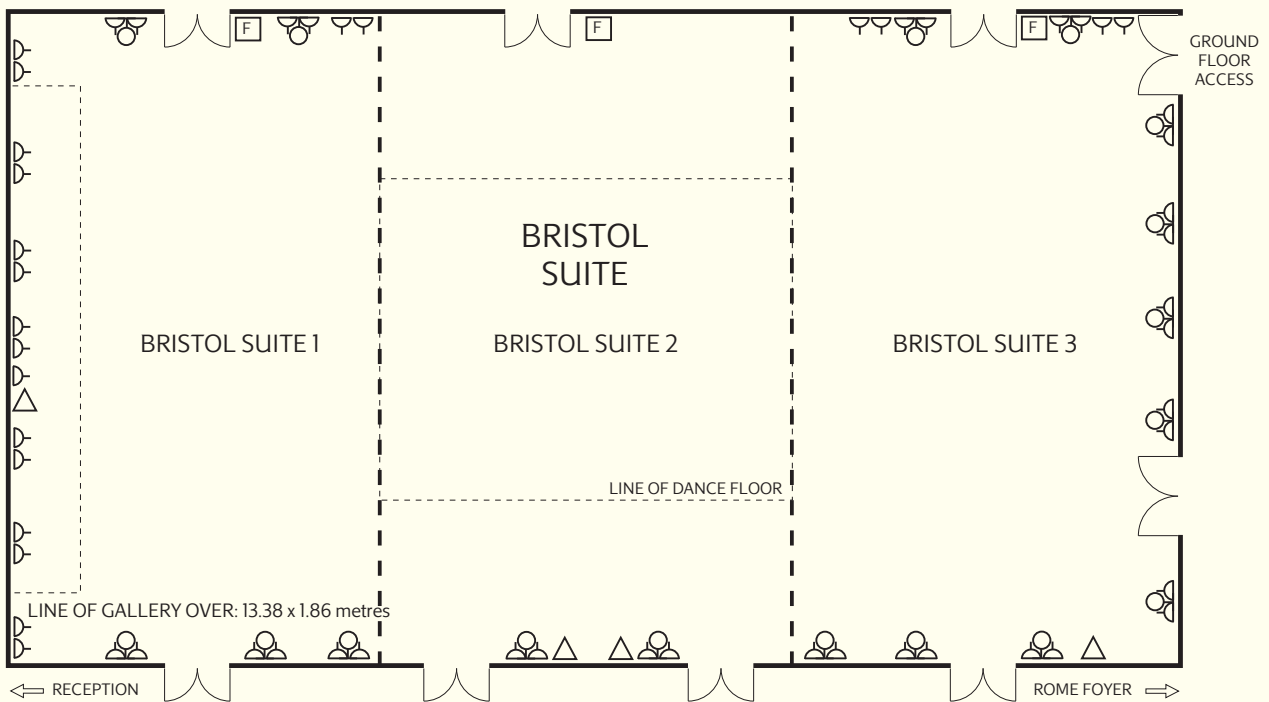 F
F
F
GROUND
FLOOR
ACCESS
BRISTOL
SUITE
BRISTOL SUITE 1
BRISTOL SUITE 2
BRISTOL SUITE 3
LINE OF DANCE FLOOR
LINE OF GALLERY OVER: 13.38 x 1.86 metres
RECEPTION
ROME FOYER